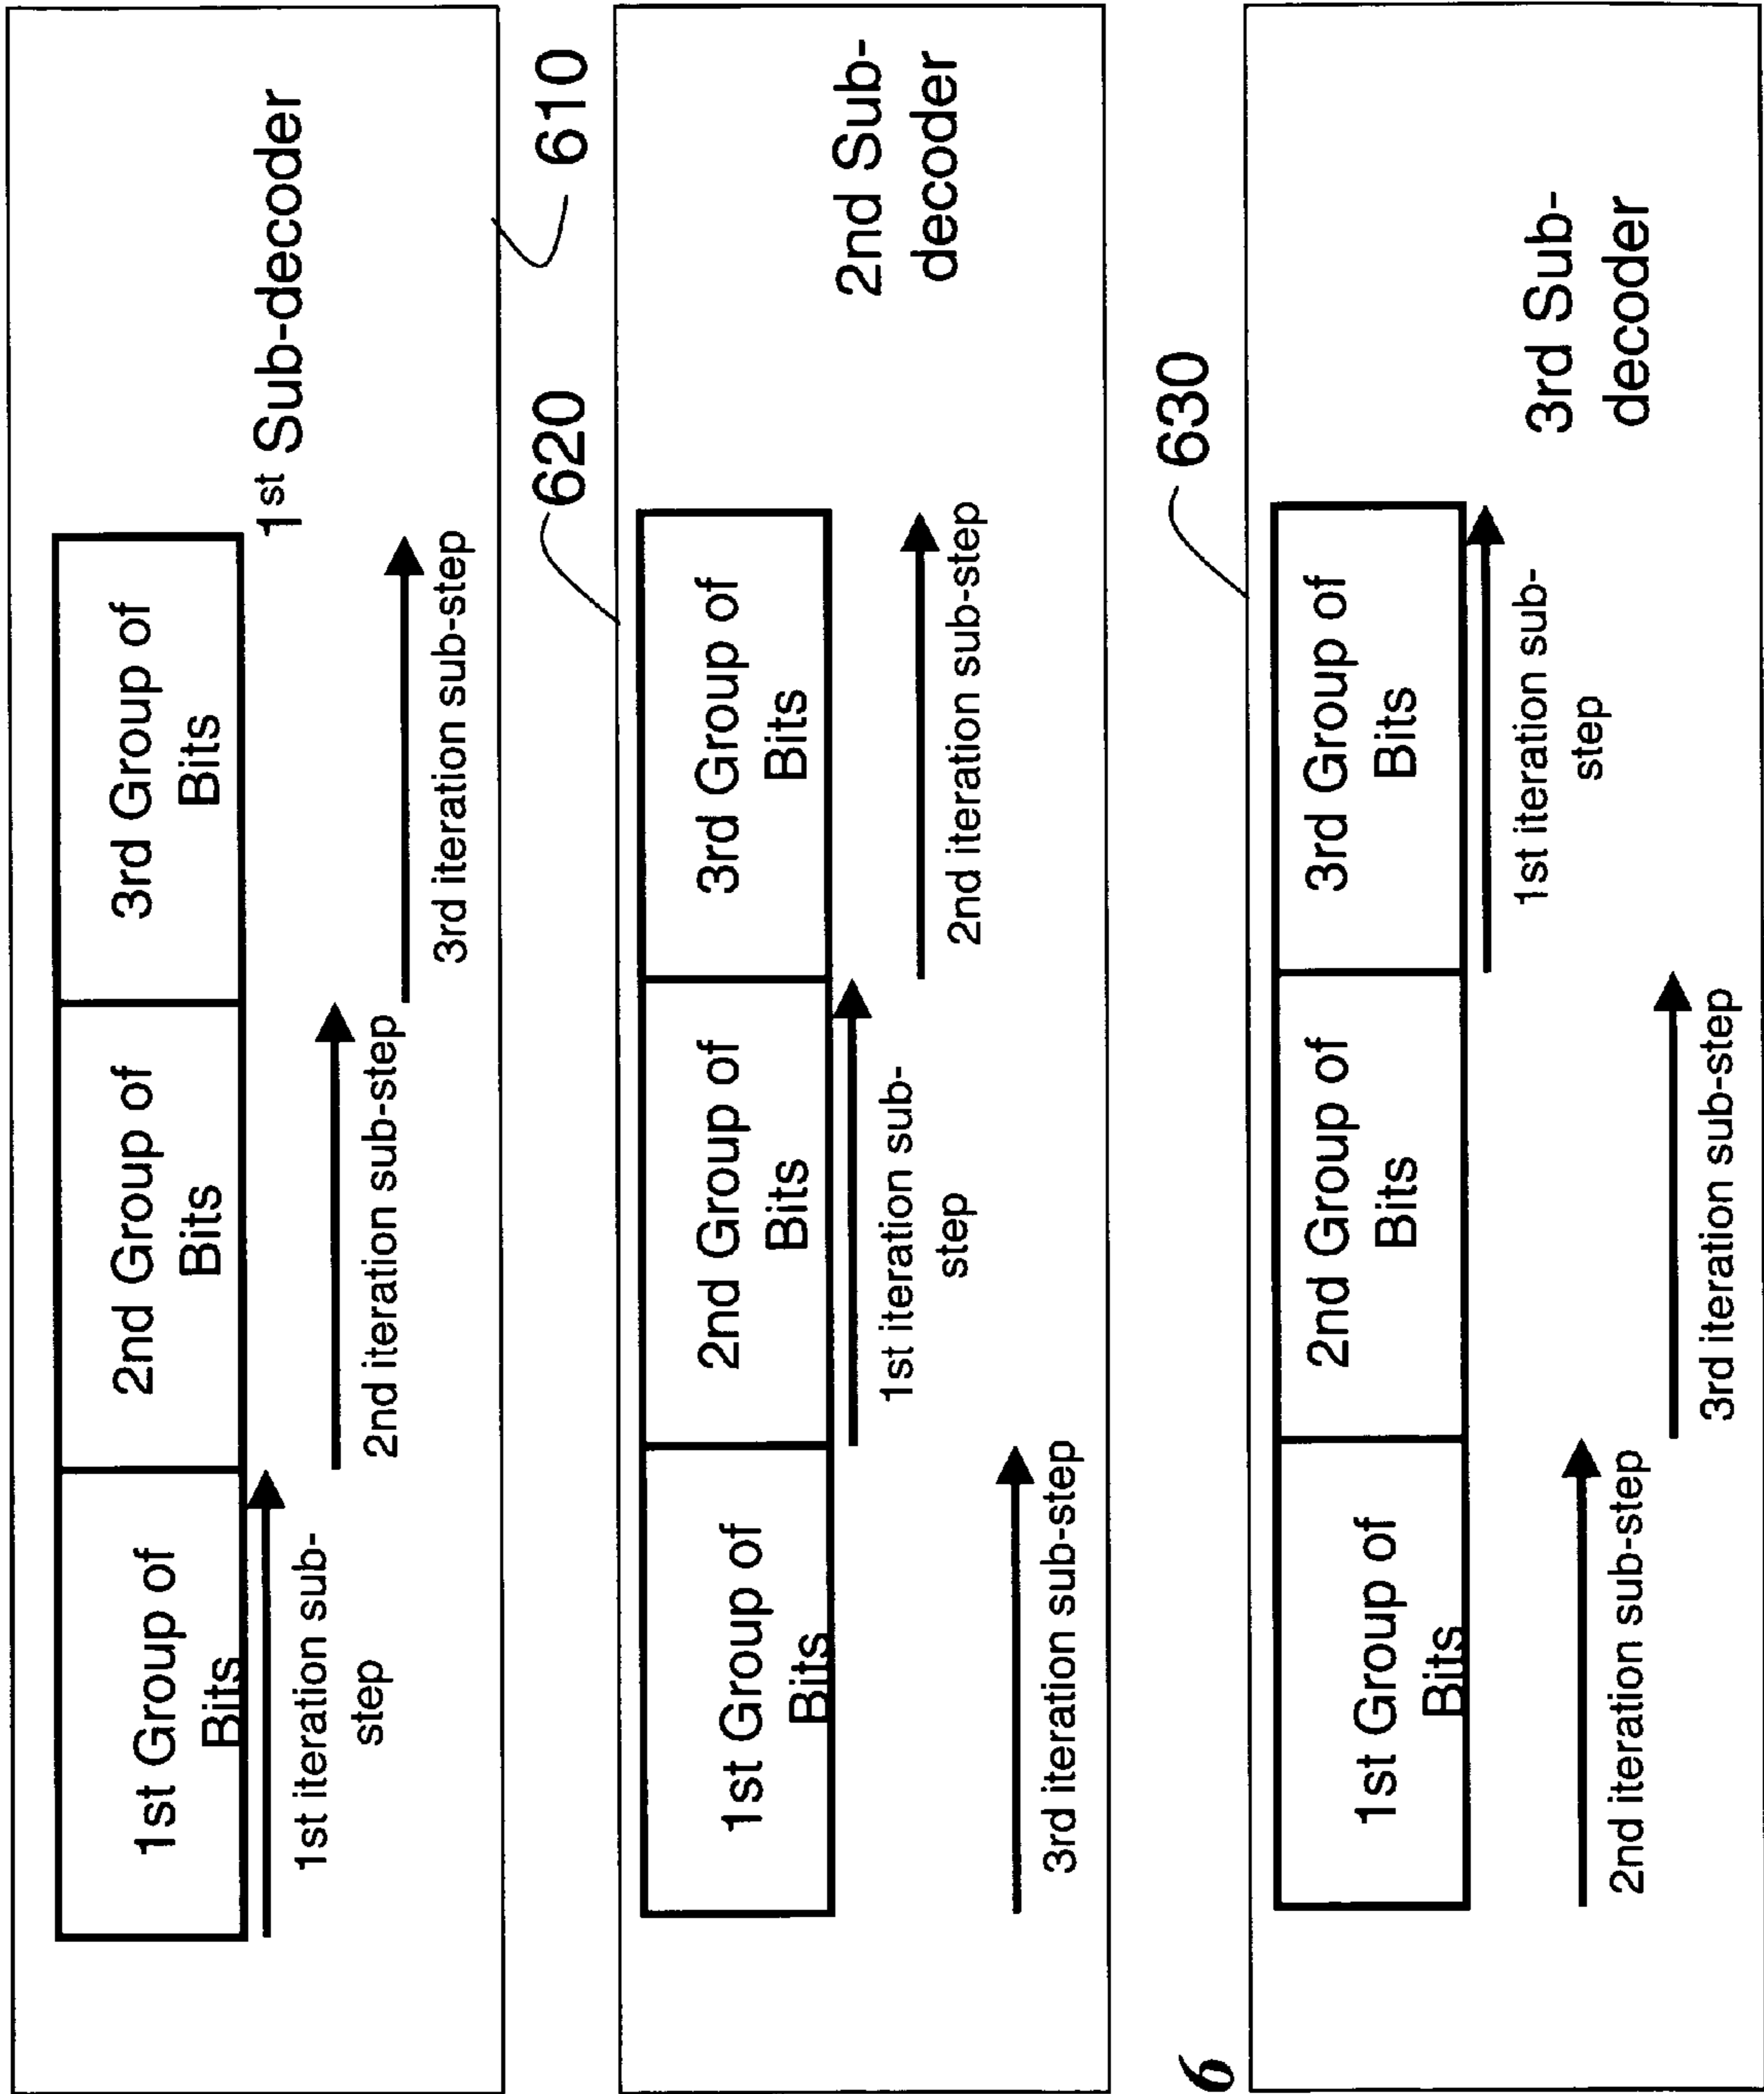 1st Group of
Bits
2nd Group of
Bits
3rd Group of
Bits
1st iteration sub-
step
2nd iteration sub-step
3rd iteration sub-step
1st Sub-decoder
610
620
1st Group of
Bits
2nd Group of
Bits
3rd Group of
Bits
3rd iteration sub-step
1st iteration sub-
step
2nd iteration sub-step
2nd Sub-
decoder
630
1st Group of
Bits
2nd Group of
Bits
3rd Group of
Bits
2nd iteration sub-step
3rd iteration sub-step
1st iteration sub-
step
3rd Sub-
decoder
6